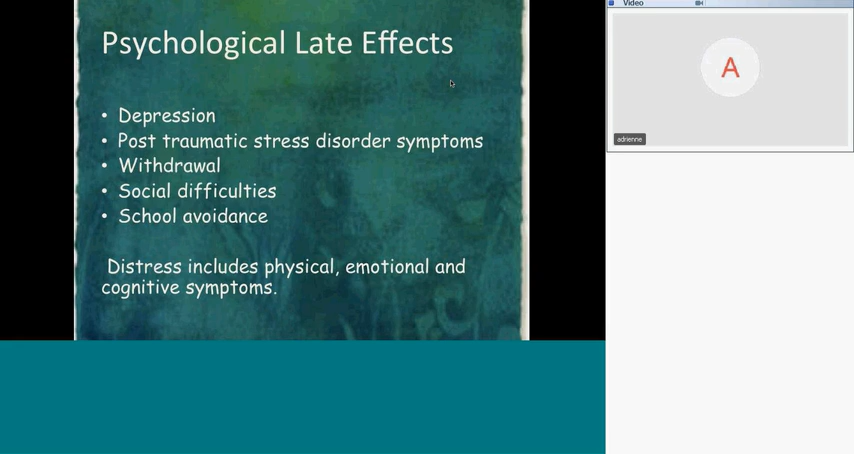 Psychological Late Effects
• Depression
• Post traumatic stress disorder symptoms
• Withdrawal
• Social difficulties
• School avoidance
Distress includes physical, emotional and
cognitive symptoms.
Video
A
adrienne